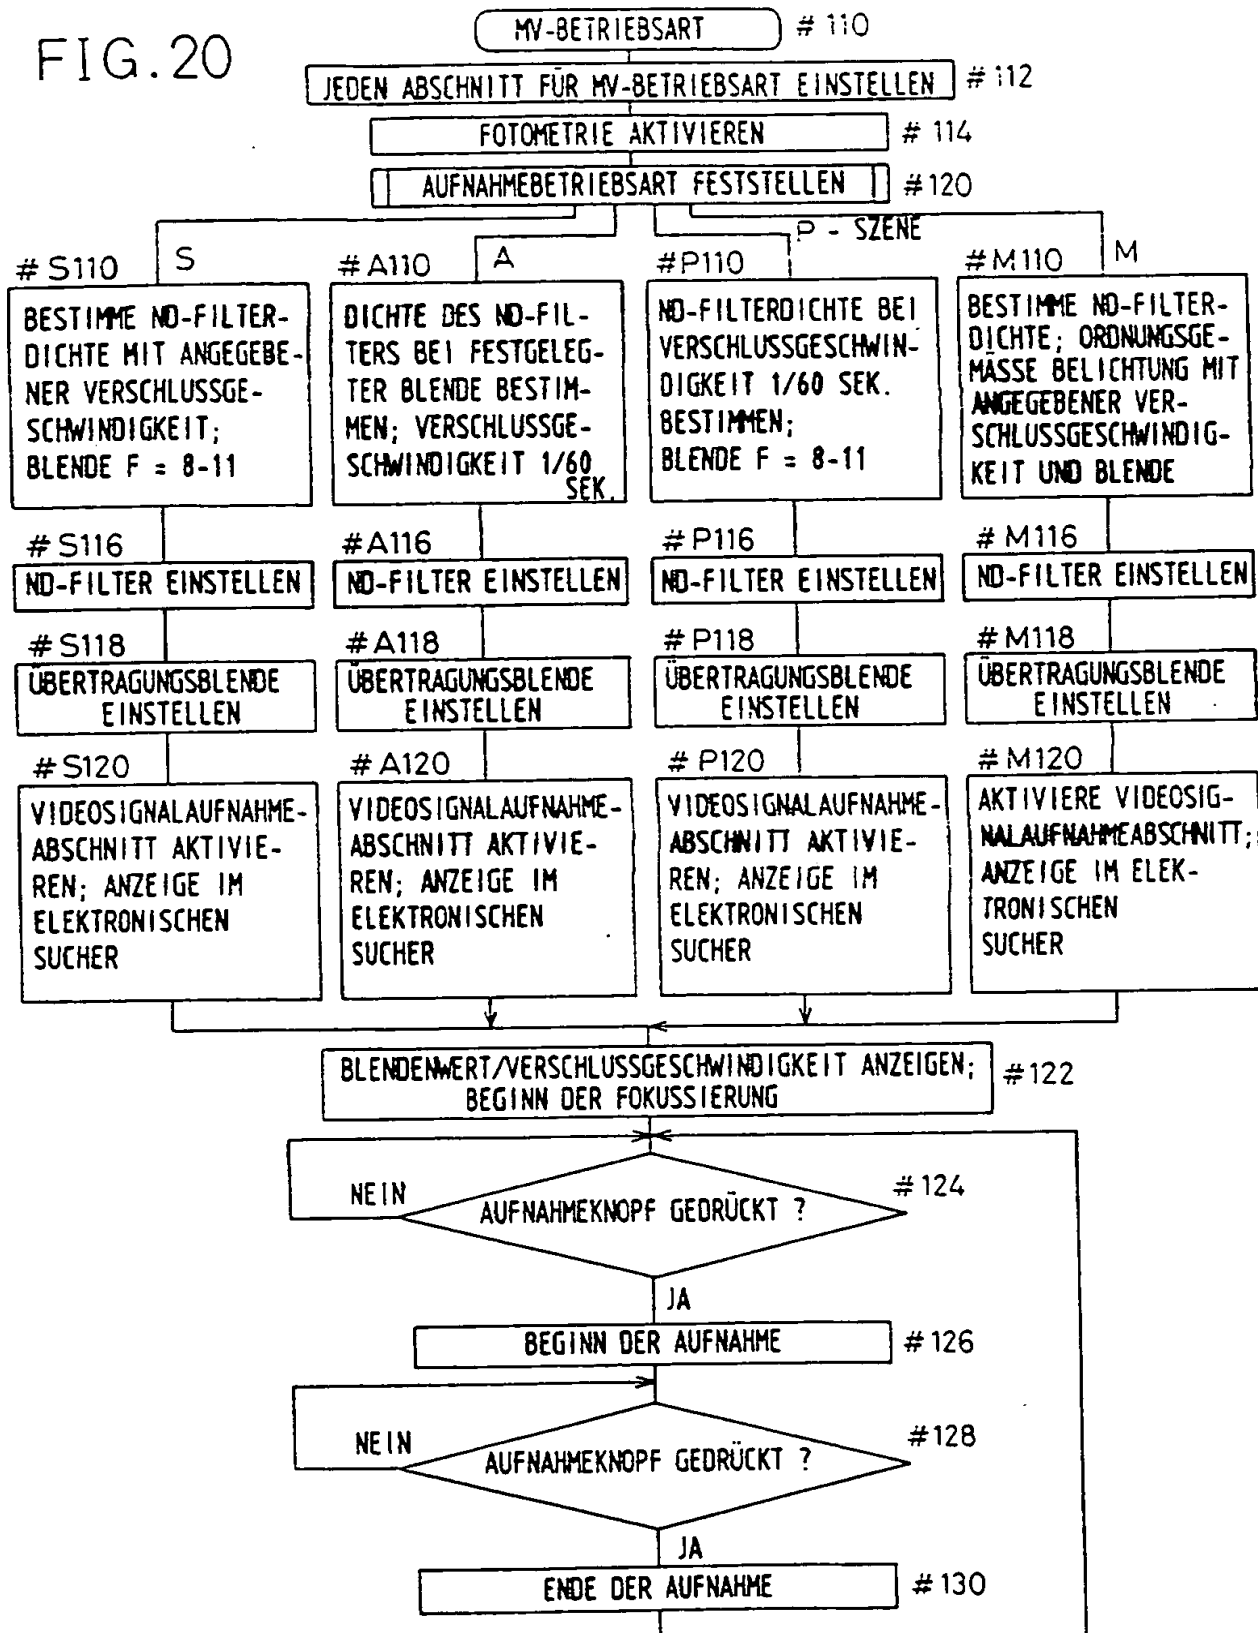 FIG.20
MV-BETRIEBSART
# 110
JEDEN ABSCHNITT FÜR MV-BETRIEBSART EINSTELLEN
# 112
FOTOMETRIE AKTIVIEREN
# 114
AUFNAHMEBETRIEBSART FESTSTELLEN
#120
S
A
P - SZENE
M
#S110
BESTIMME ND-FILTER-
DICHTE MIT ANGEGEBE-
NER VERSCHLUSSGE-
SCHWINDIGKEIT;
BLENDE F = 8-11
#A110
DICHTE DES ND-FIL-
TERS BEI FESTGELEG-
TER BLENDE BESTIM-
MEN; VERSCHLUSSGE-
SCHWINDIGKEIT 1/60
SEK.
#P110
ND-FILTERDICHTE BEI
VERSCHLUSSGESCHWIN-
DIGKEIT 1/60 SEK.
BESTIMMEN;
BLENDE F = 8-11
#M110
BESTIMME ND-FILTER-
DICHTE; ORDNUNGSGE-
MÄSSE BELICHTUNG MIT
ANGEGEBENER VER-
SCHLUSSGESCHWINDIG-
KEIT UND BLENDE
#S116
ND-FILTER EINSTELLEN
#A116
ND-FILTER EINSTELLEN
#P116
ND-FILTER EINSTELLEN
#M116
ND-FILTER EINSTELLEN
#S118
ÜBERTRAGUNGSBLENDE
EINSTELLEN
#A118
ÜBERTRAGUNGSBLENDE
EINSTELLEN
#P118
ÜBERTRAGUNGSBLENDE
EINSTELLEN
#M118
ÜBERTRAGUNGSBLENDE
EINSTELLEN
#S120
VIDEOSIGNALAUFNAHME-
ABSCHNITT AKTIVIE-
REN; ANZEIGE IM
ELEKTRONISCHEN
SUCHER
#A120
VIDEOSIGNALAUFNAHME-
ABSCHNITT AKTIVIE-
REN; ANZEIGE IM
ELEKTRONISCHEN
SUCHER
#P120
VIDEOSIGNALAUFNAHME-
ABSCHNITT AKTIVIE-
REN; ANZEIGE IM
ELEKTRONISCHEN
SUCHER
#M120
AKTIVIERE VIDEOSIG-
NALAUFNAHMEABSCHNITT;
ANZEIGE IM ELEK-
TRONISCHEN
SUCHER
BLENDENWERT/VERSCHLUSSGESCHWINDIGKEIT ANZEIGEN;
BEGINN DER FOKUSSIERUNG
#122
NEIN
AUFNAHMEKNOPF GEDRÜCKT ?
#124
JA
BEGINN DER AUFNAHME
#126
NEIN
AUFNAHMEKNOPF GEDRÜCKT ?
#128
JA
ENDE DER AUFNAHME
#130